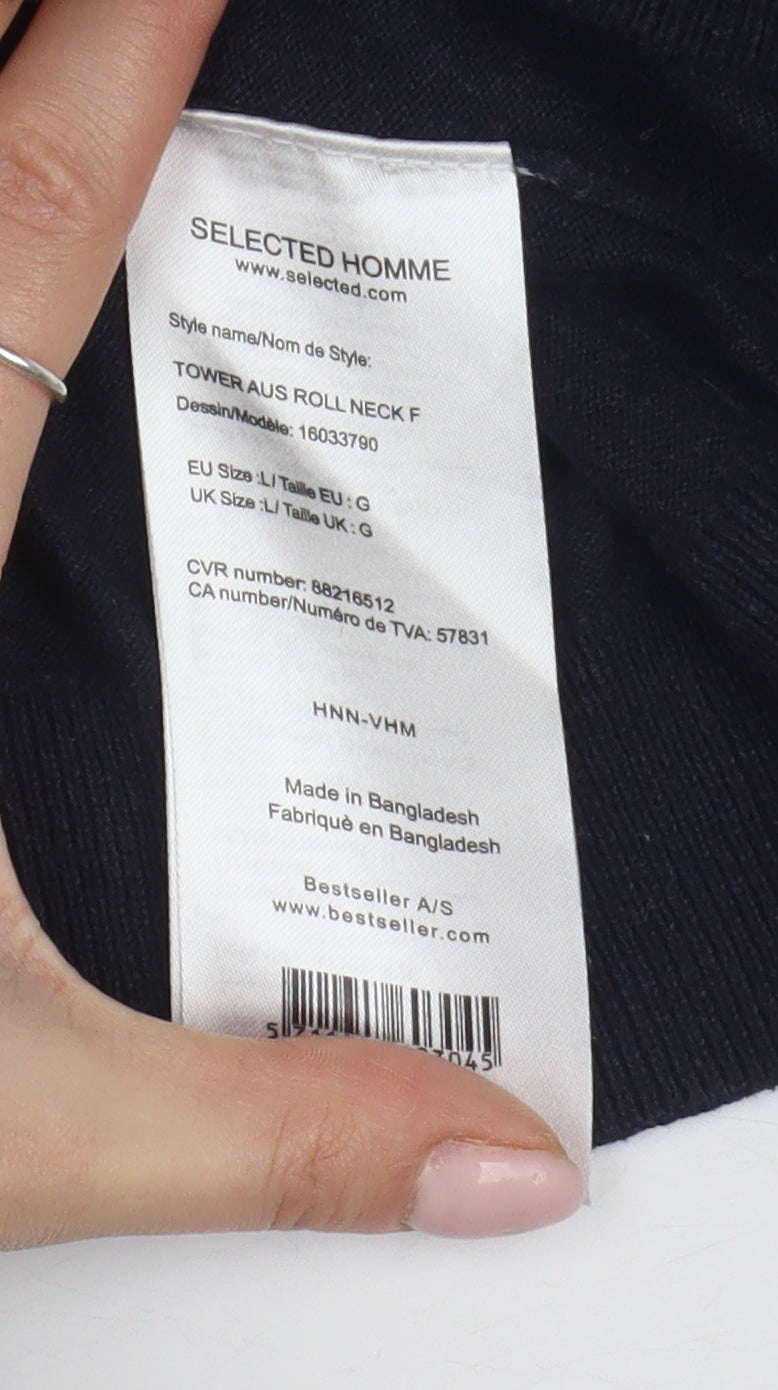 SELECTED HOMME
www.selected.com
Style name/Nom de Style:
TOWER AUS ROLL NECK F
Dessin/Modèle: 16033790
EU Size :L/ Taille EU : G
UK Size :L/ Taille UK : G
CVR number: 88216512
CA number/Numéro de TVA: 57831
HNN-VHM
Made in Bangladesh
Fabriquè en Bangladesh
Bestseller A/S
www.bestseller.com